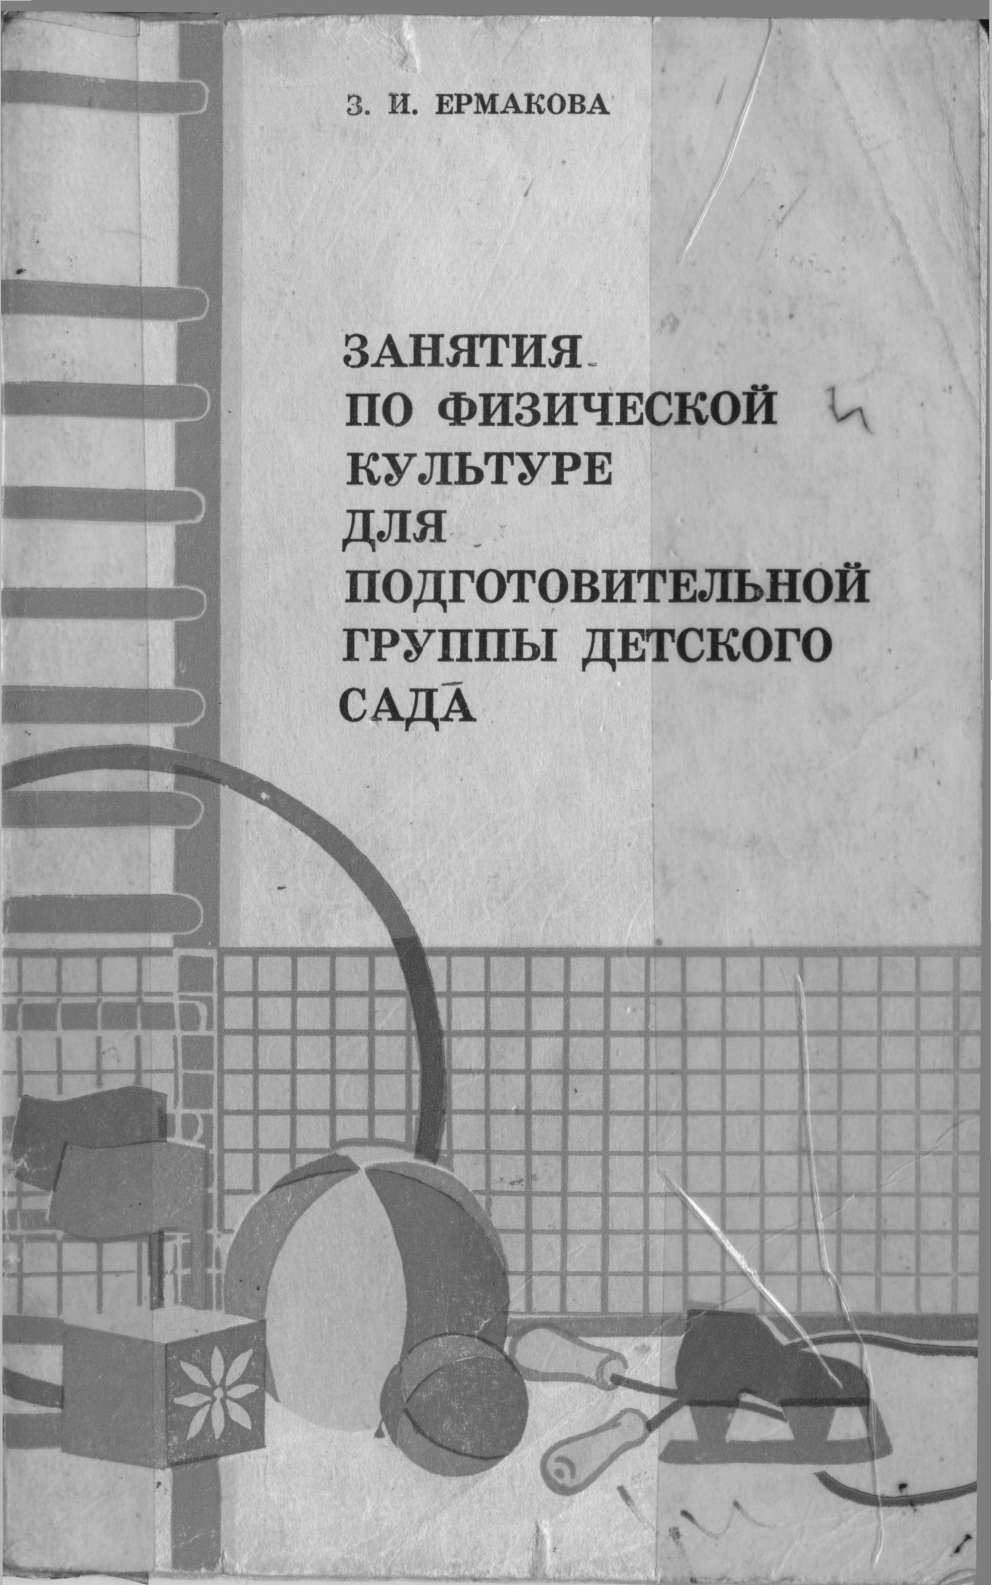 З. И. ЕРМАКОВА
ЗАНЯТИЯ
ПО ФИЗИЧЕСКОЙ
КУЛЬТУРЕ
ДЛЯ
ПОДГОТОВИТЕЛЬНОЙ
ГРУППЫ ДЕТСКОГО
САДА